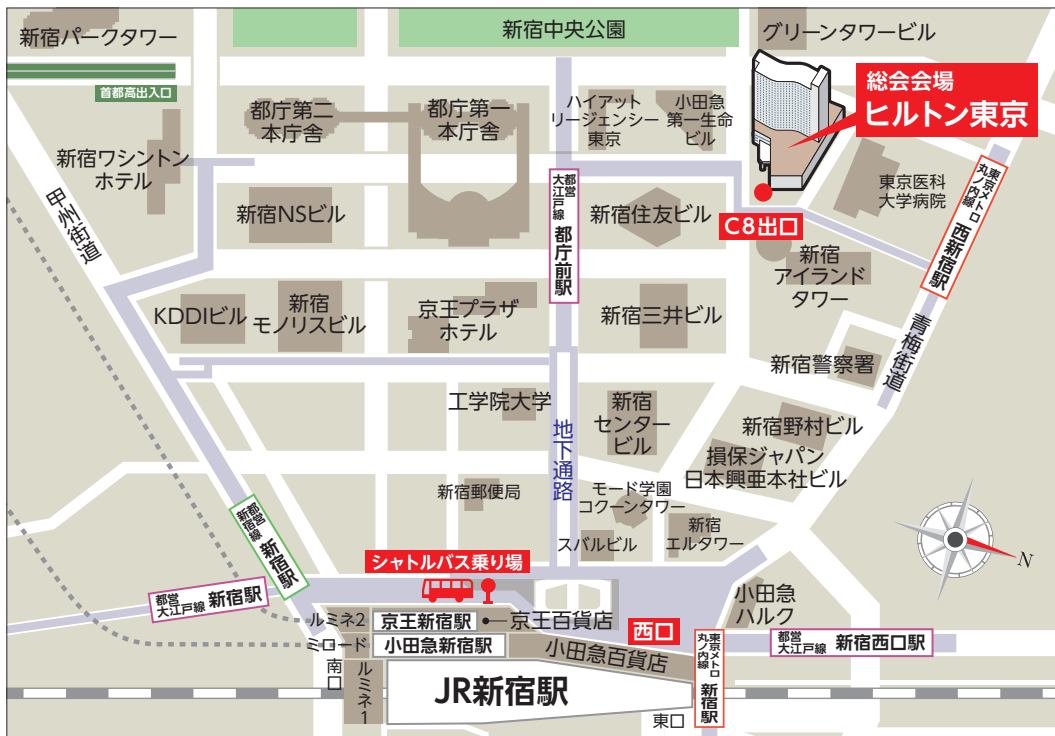 新宿パークタワー
首都高出入口
新宿中央公園
グリーンタワービル
総会会場
ヒルトン東京
都庁第二
本庁舎
都庁第一
本庁舎
ハイアット
リージェンシー
東京
小田急
第一生命
ビル
新宿ワシントン
ホテル
甲州街道
新宿NSビル
都営
大江戸線
都庁前駅
新宿住友ビル
C8出口
東京医科
大学病院
東京メトロ
丸ノ内線
西新宿駅
新宿
アイランド
タワー
KDDIビル
新宿
モノリスビル
京王プラザ
ホテル
新宿三井ビル
青梅街道
新宿警察署
工学院大学
地下通路
新宿
センター
ビル
新宿野村ビル
損保ジャパン
日本興亜本社ビル
新宿郵便局
モード学園
コクーンタワー
スバルビル
新宿
エルタワー
N
都営
新宿線
新宿駅
シャトルバス乗り場
都営
大江戸線
新宿駅
小田急
ハルク
ルミネ2
京王新宿駅
京王百貨店
西口
ミロード
小田急新宿駅
小田急百貨店
東京メトロ
丸ノ内線
新宿駅
都営
大江戸線
新宿西口駅
南口
ルミネ1
JR新宿駅
東口